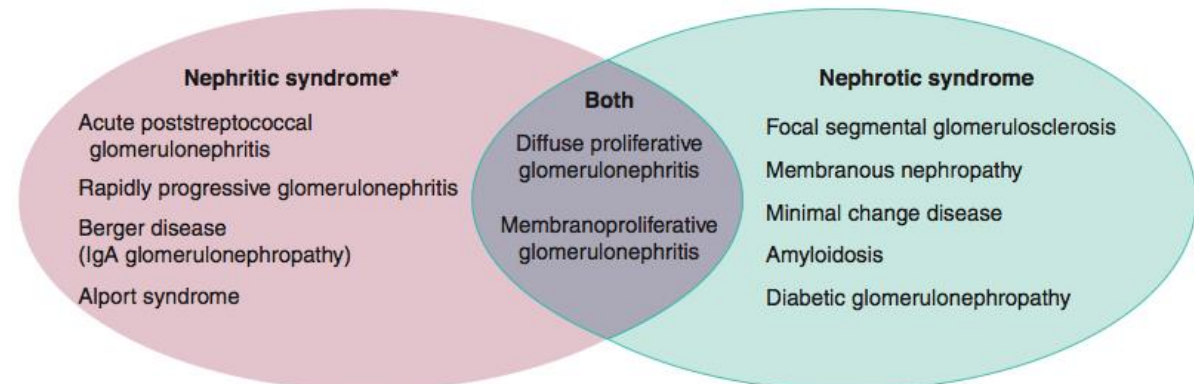 Nephritic syndrome*
Acute poststreptococcal
glomerulonephritis
Rapidly progressive glomerulonephritis
Berger disease
(IgA glomerulonephropathy)
Alport syndrome
Both
Diffuse proliferative
glomerulonephritis
Membranoproliferative
glomerulonephritis
Nephrotic syndrome
Focal segmental glomerulosclerosis
Membranous nephropathy
Minimal change disease
Amyloidosis
Diabetic glomerulonephropathy